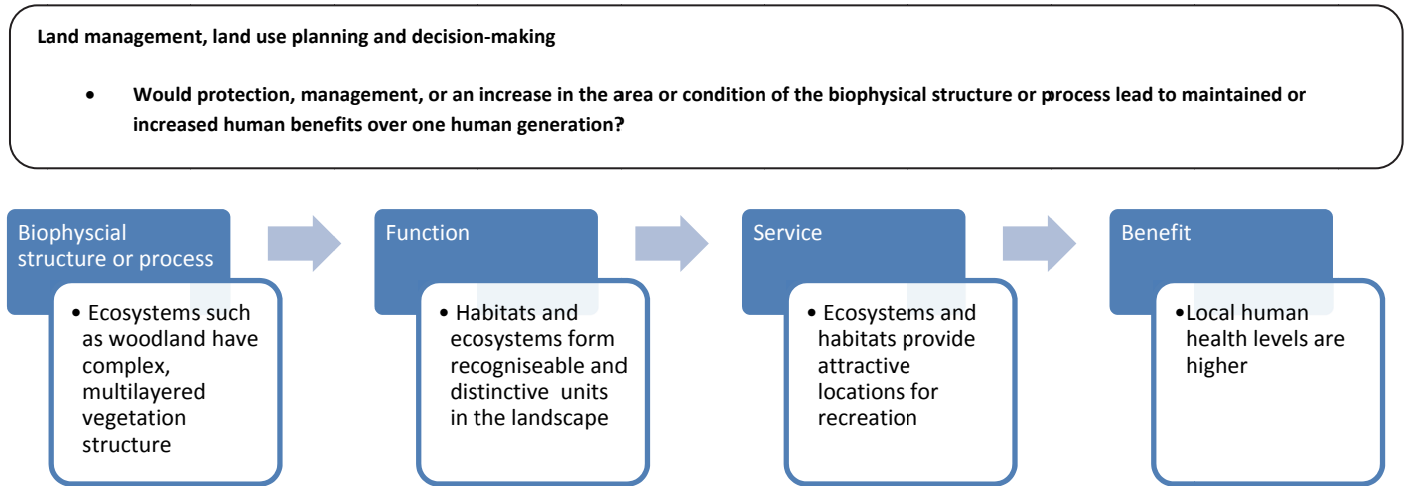 Land management, land use planning and decision-making
• Would protection, management, or an increase in the area or condition of the biophysical structure or process lead to maintained or
increased human benefits over one human generation?
Biophyscial
structure or process
• Ecosystems such
as woodland have
complex,
multilayered
vegetation
structure
Function
• Habitats and
ecosystems form
recogniseable and
distinctive units
in the landscape
Service
• Ecosystems and
habitats provide
attractive
locations for
recreation
Benefit
•Local human
health levels are
higher